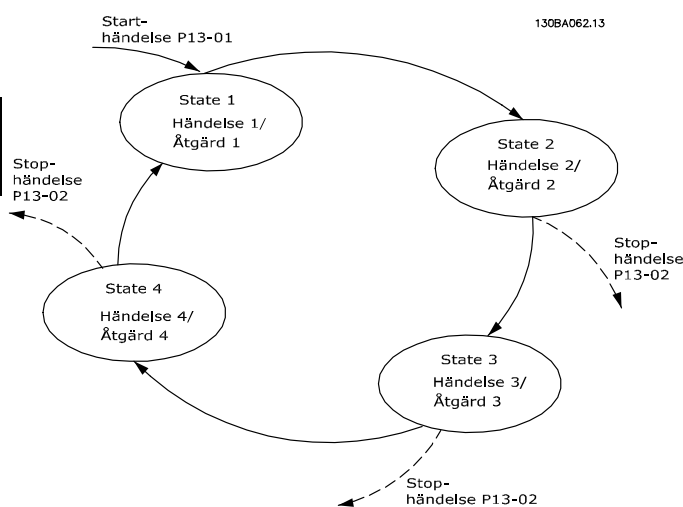 Start-
händelse P13-01
130BA062.13
State 1
Händelse 1/
Åtgärd 1
State 2
Händelse 2/
Åtgärd 2
Stop-
händelse
P13-02
Stop-
händelse
P13-02
State 4
Händelse 4/
Åtgärd 4
State 3
Händelse 3/
Åtgärd 3
Stop-
händelse P13-02